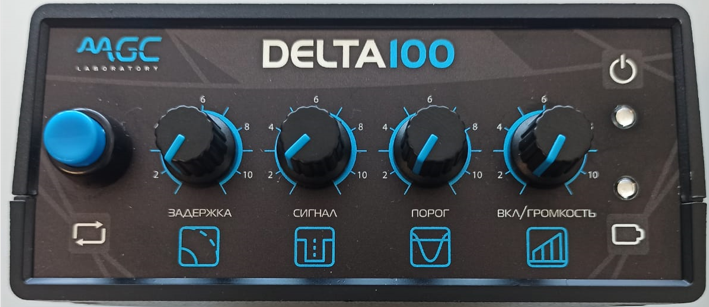 MGC
LABORATORY
DELTA100
2 4 6 8 10
2 4 6 8 10
2 4 6 8 10
2 4 6 8 10
ЗАДЕРЖКА
СИГНАЛ
ПОРОГ
ВКЛ/ГРОМКОСТЬ